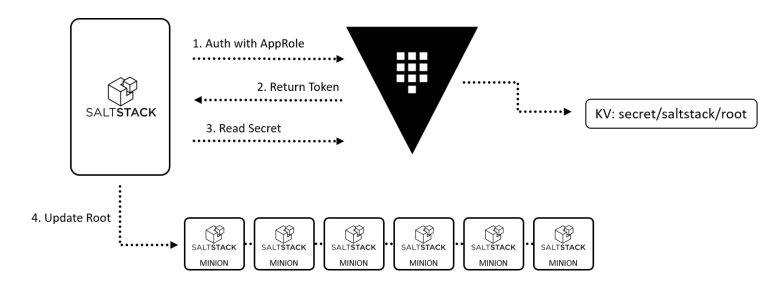 1. Auth with AppRole
2. Return Token
SALTSTACK
KV: secret/saltstack/root
3. Read Secret
4. Update Root
SALTSTACK
MINION
SALTSTACK
MINION
SALTSTACK
MINION
SALTSTACK
MINION
SALTSTACK
MINION
SALTSTACK
MINION